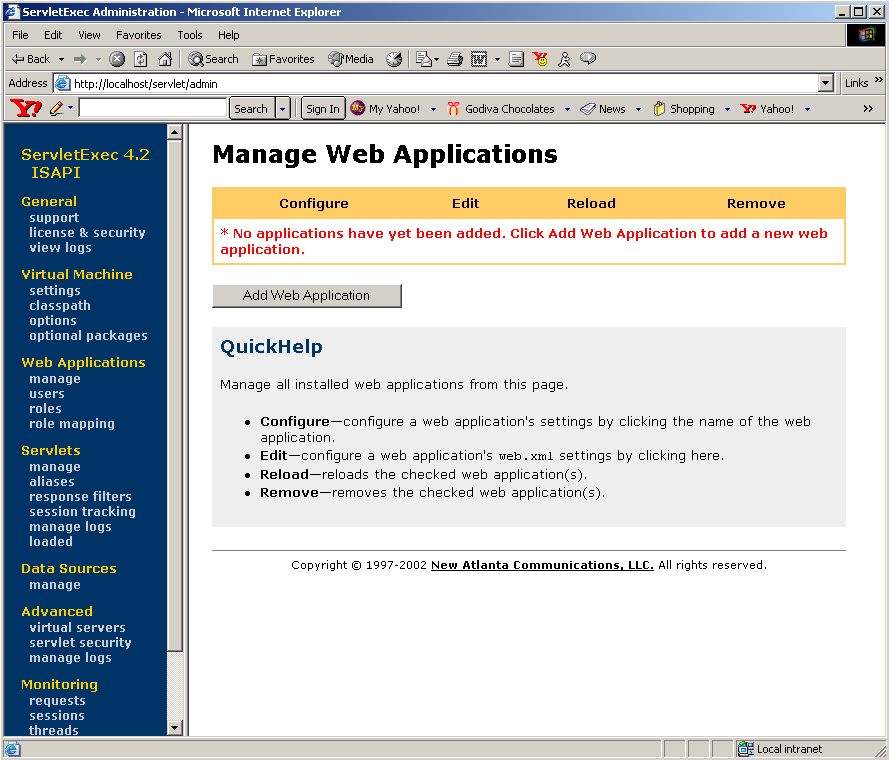 ServletExec Administration - Microsoft Internet Explorer
File Edit View Favorites Tools Help
Back Search Favorites Media
Address http://localhost/servlet/admin Links »
Y! Search Sign In My Yahoo! Godiva Chocolates News Shopping Yahoo! »
ServletExec 4.2
ISAPI
General
support
license & security
view logs
Virtual Machine
settings
classpath
options
optional packages
Web Applications
manage
users
roles
role mapping
Servlets
manage
aliases
response filters
session tracking
manage logs
loaded
Data Sources
manage
Advanced
virtual servers
servlet security
manage logs
Monitoring
requests
sessions
threads
Manage Web Applications
Configure Edit Reload Remove
* No applications have yet been added. Click Add Web Application to add a new web
application.
Add Web Application
QuickHelp
Manage all installed web applications from this page.
• Configure—configure a web application's settings by clicking the name of the web
application.
• Edit—configure a web application's web.xml settings by clicking here.
• Reload—reloads the checked web application(s).
• Remove—removes the checked web application(s).
Copyright © 1997-2002 New Atlanta Communications, LLC. All rights reserved.
Local intranet